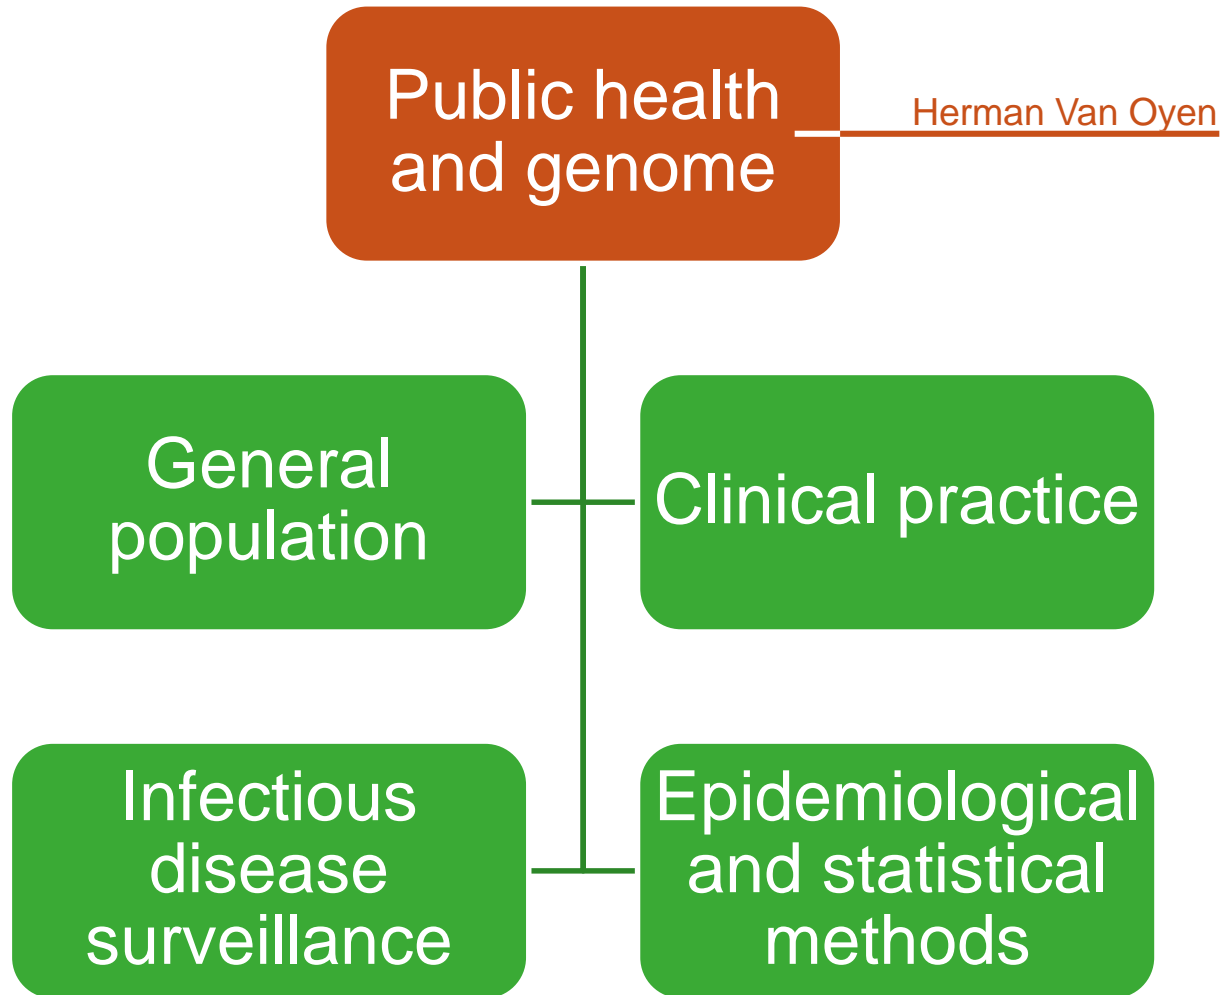 Public health
and genome
Herman Van Oyen
General
population
Clinical practice
Infectious
disease
surveillance
Epidemiological
and statistical
methods